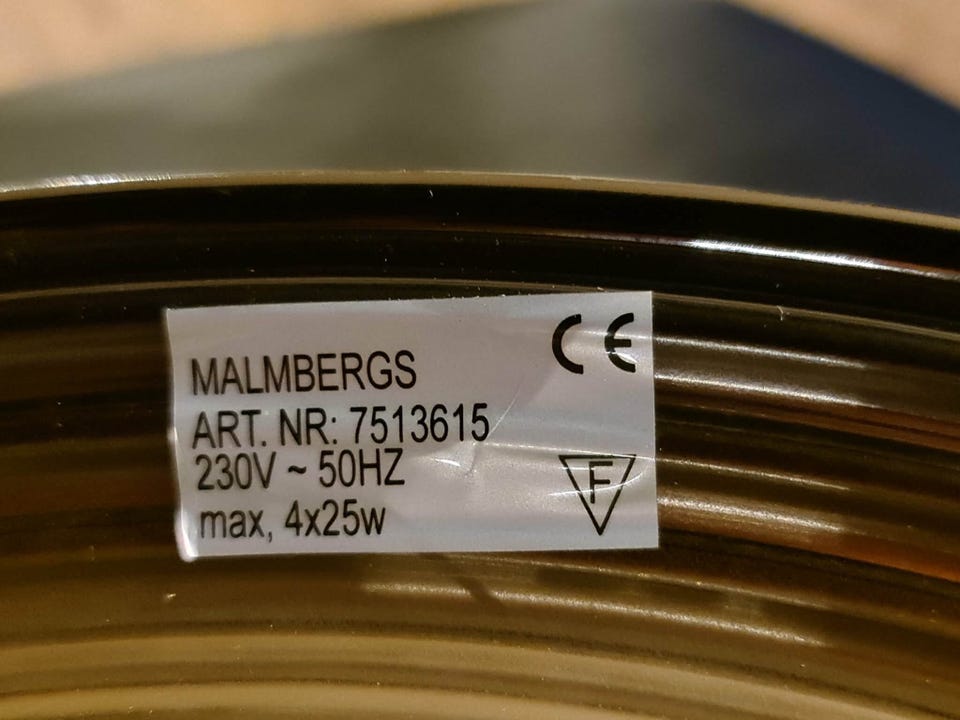 CE
MALMBERGS
ART. NR: 7513615
230V ~ 50HZ
F
max, 4x25w